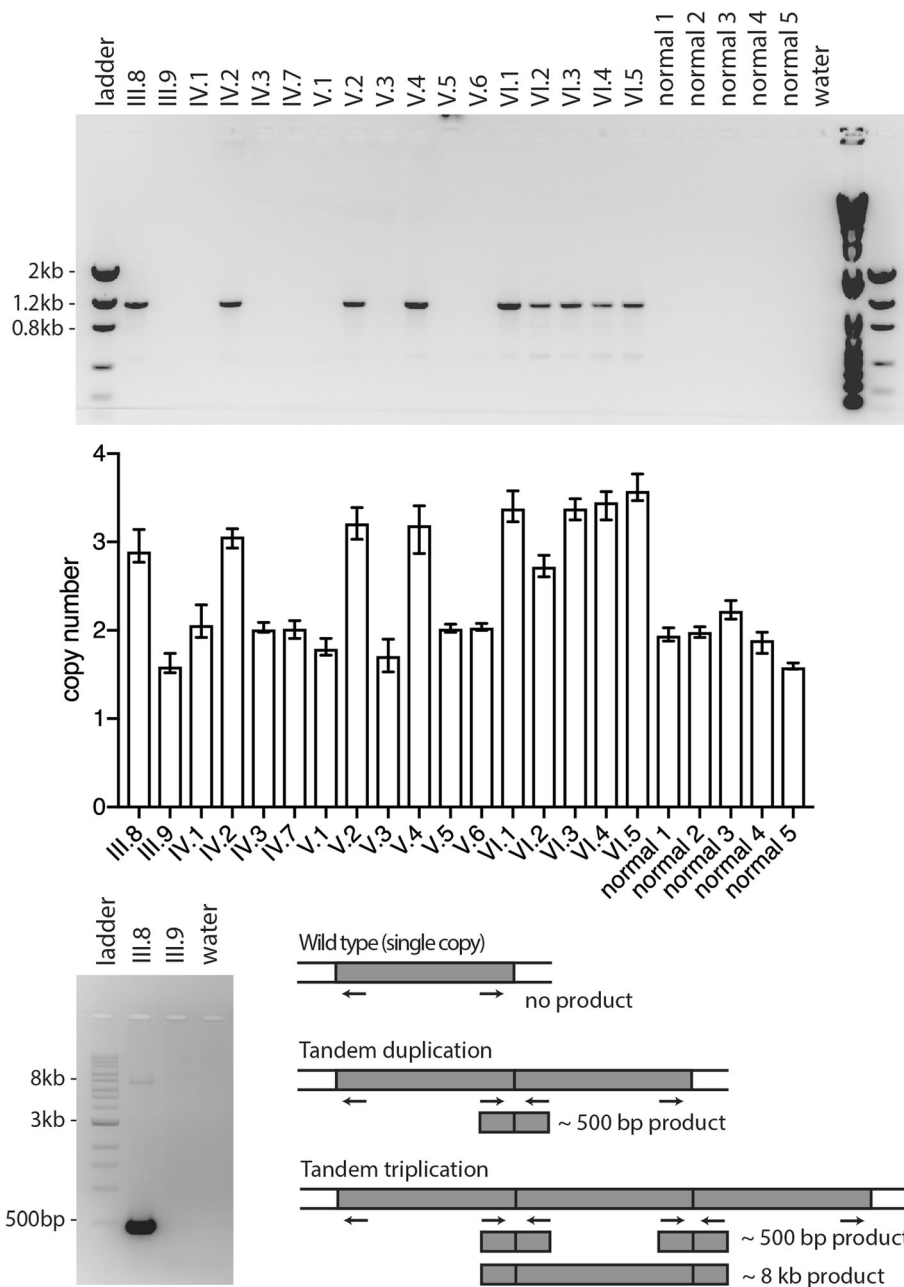 ladder III.8 III.9 IV.1 IV.2 IV.3 IV.7 V.1 V.2 V.3 V.4 V.5 V.6 VI.1 VI.2 VI.3 VI.4 VI.5 normal 1 normal 2 normal 3 normal 4 normal 5 water
2kb -
1.2kb -
0.8kb -
copy number
4
3
2
1
0
III.8 III.9 IV.1 IV.2 IV.3 IV.7 V.1 V.2 V.3 V.4 V.5 V.6 VI.1 VI.2 VI.3 VI.4 VI.5 normal 1 normal 2 normal 3 normal 4 normal 5
ladder III.8 III.9 water
8kb -
3kb -
500bp -
Wild type (single copy)
no product
Tandem duplication
~ 500 bp product
Tandem triplication
~ 500 bp product
~ 8 kb product